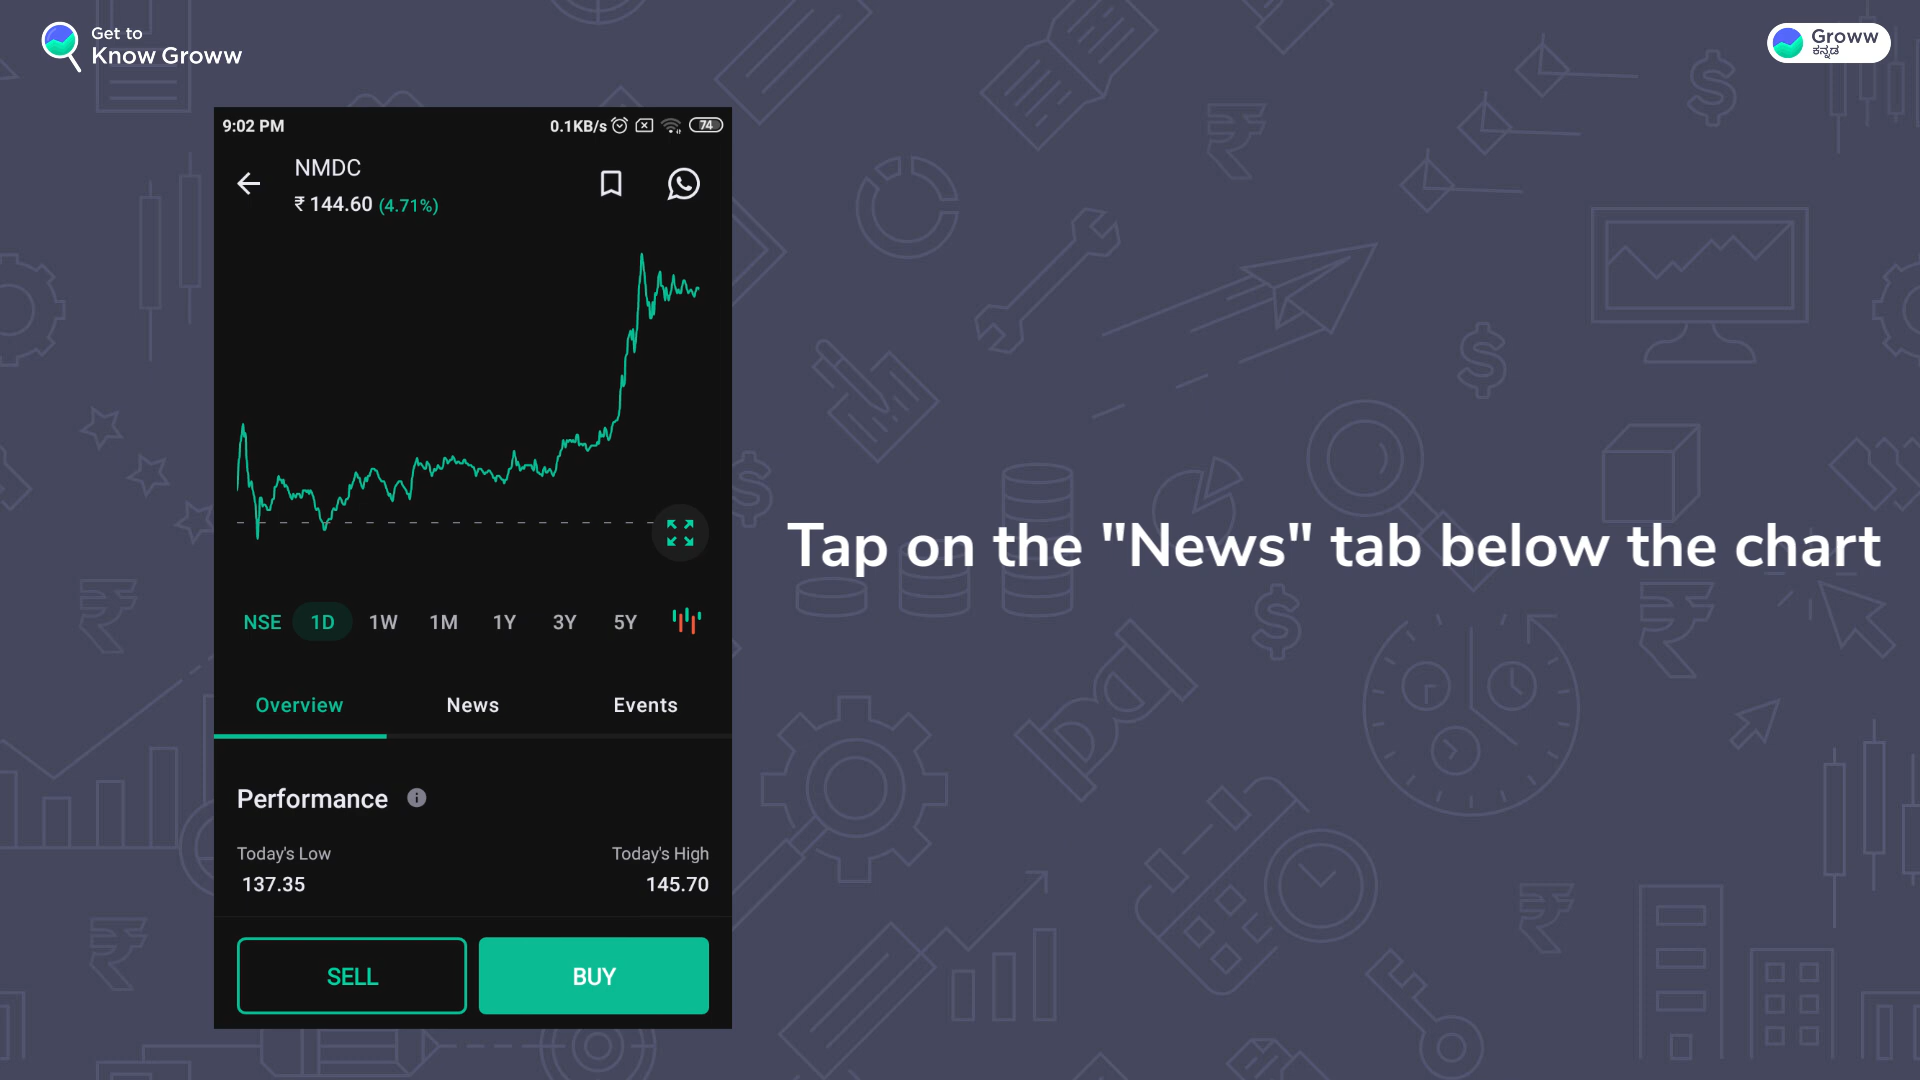 Get to
Know Groww
Groww
ಕನ್ನಡ
9:02 PM
0.1KB/s
74
NMDC
₹ 144.60 (4.71%)
Tap on the "News" tab below the chart
NSE 1D 1W 1M 1Y 3Y 5Y
Overview News Events
Performance
Today's Low Today's High
137.35 145.70
SELL BUY